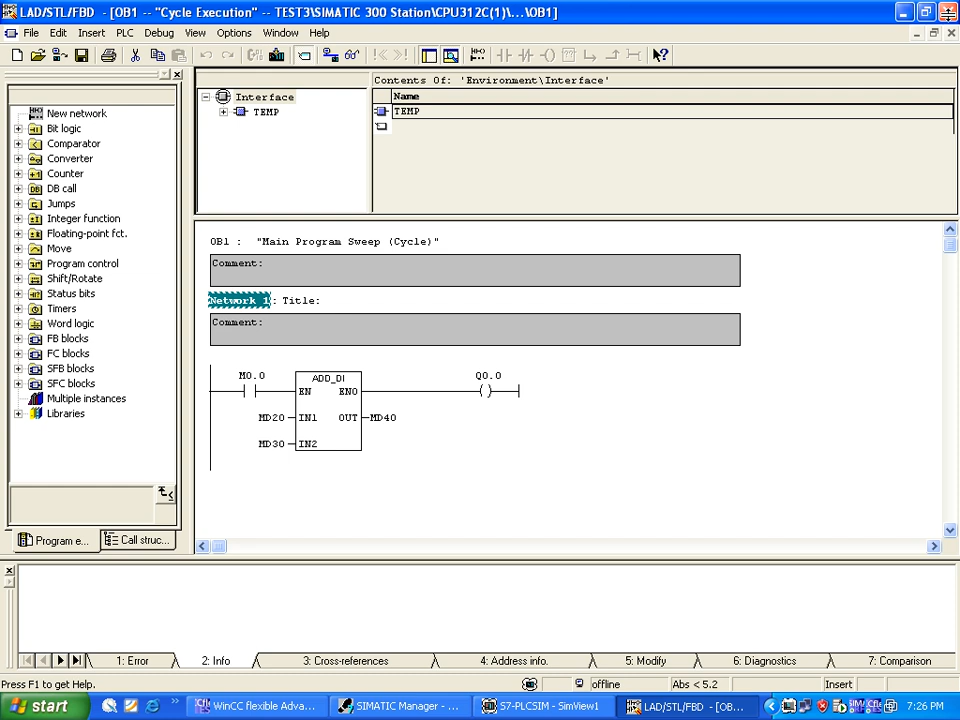 LAD/STL/FBD - [OB1 -- "Cycle Execution" -- TEST3\SIMATIC 300 Station\CPU312C(1)\...\OB1]
File Edit Insert PLC Debug View Options Window Help
Contents Of: 'Environment\Interface'
Interface
TEMP
Name
TEMP
New network
Bit logic
Comparator
Converter
Counter
DB call
Jumps
Integer function
Floating-point fct.
Move
Program control
Shift/Rotate
Status bits
Timers
Word logic
FB blocks
FC blocks
SFB blocks
SFC blocks
Multiple instances
Libraries
Program e...
Call struc...
OB1 : "Main Program Sweep (Cycle)"
Comment:
Network 1: Title:
Comment:
M0.0
ADD_DI
Q0.0
EN ENO
MD20 IN1 OUT MD40
MD30 IN2
1: Error 2: Info 3: Cross-references 4: Address info. 5: Modify 6: Diagnostics 7: Comparison
Press F1 to get Help. offline Abs < 5.2 Insert
start WinCC flexible Adva... SIMATIC Manager - ... S7-PLCSIM - SimView1 LAD/STL/FBD - [OB... 7:26 PM